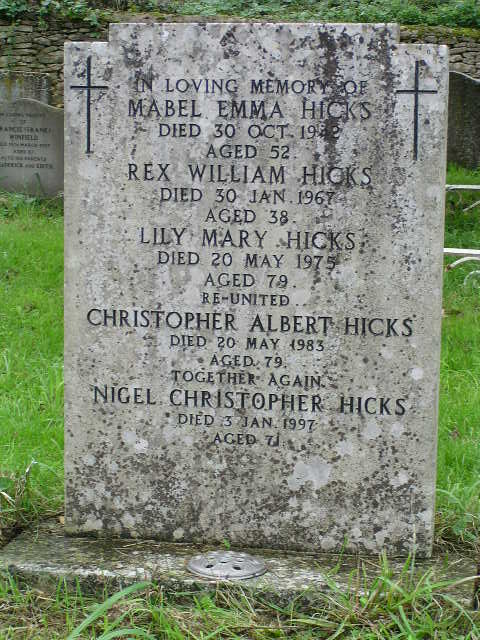 IN LOVING MEMORY OF
MABEL EMMA HICKS
DIED 30 OCT.
AGED 52.
REX WILLIAM HICKS
DIED 30 JAN. 1967
AGED 38.
LILY MARY HICKS
DIED 20 MAY 1975
AGED 79.
RE-UNITED
CHRISTOPHER ALBERT HICKS
DIED 20 MAY 1983
AGED 79.
TOGETHER AGAIN.
NIGEL CHRISTOPHER HICKS
DIED 3 JAN. 1997
AGED 71
WINFIELD